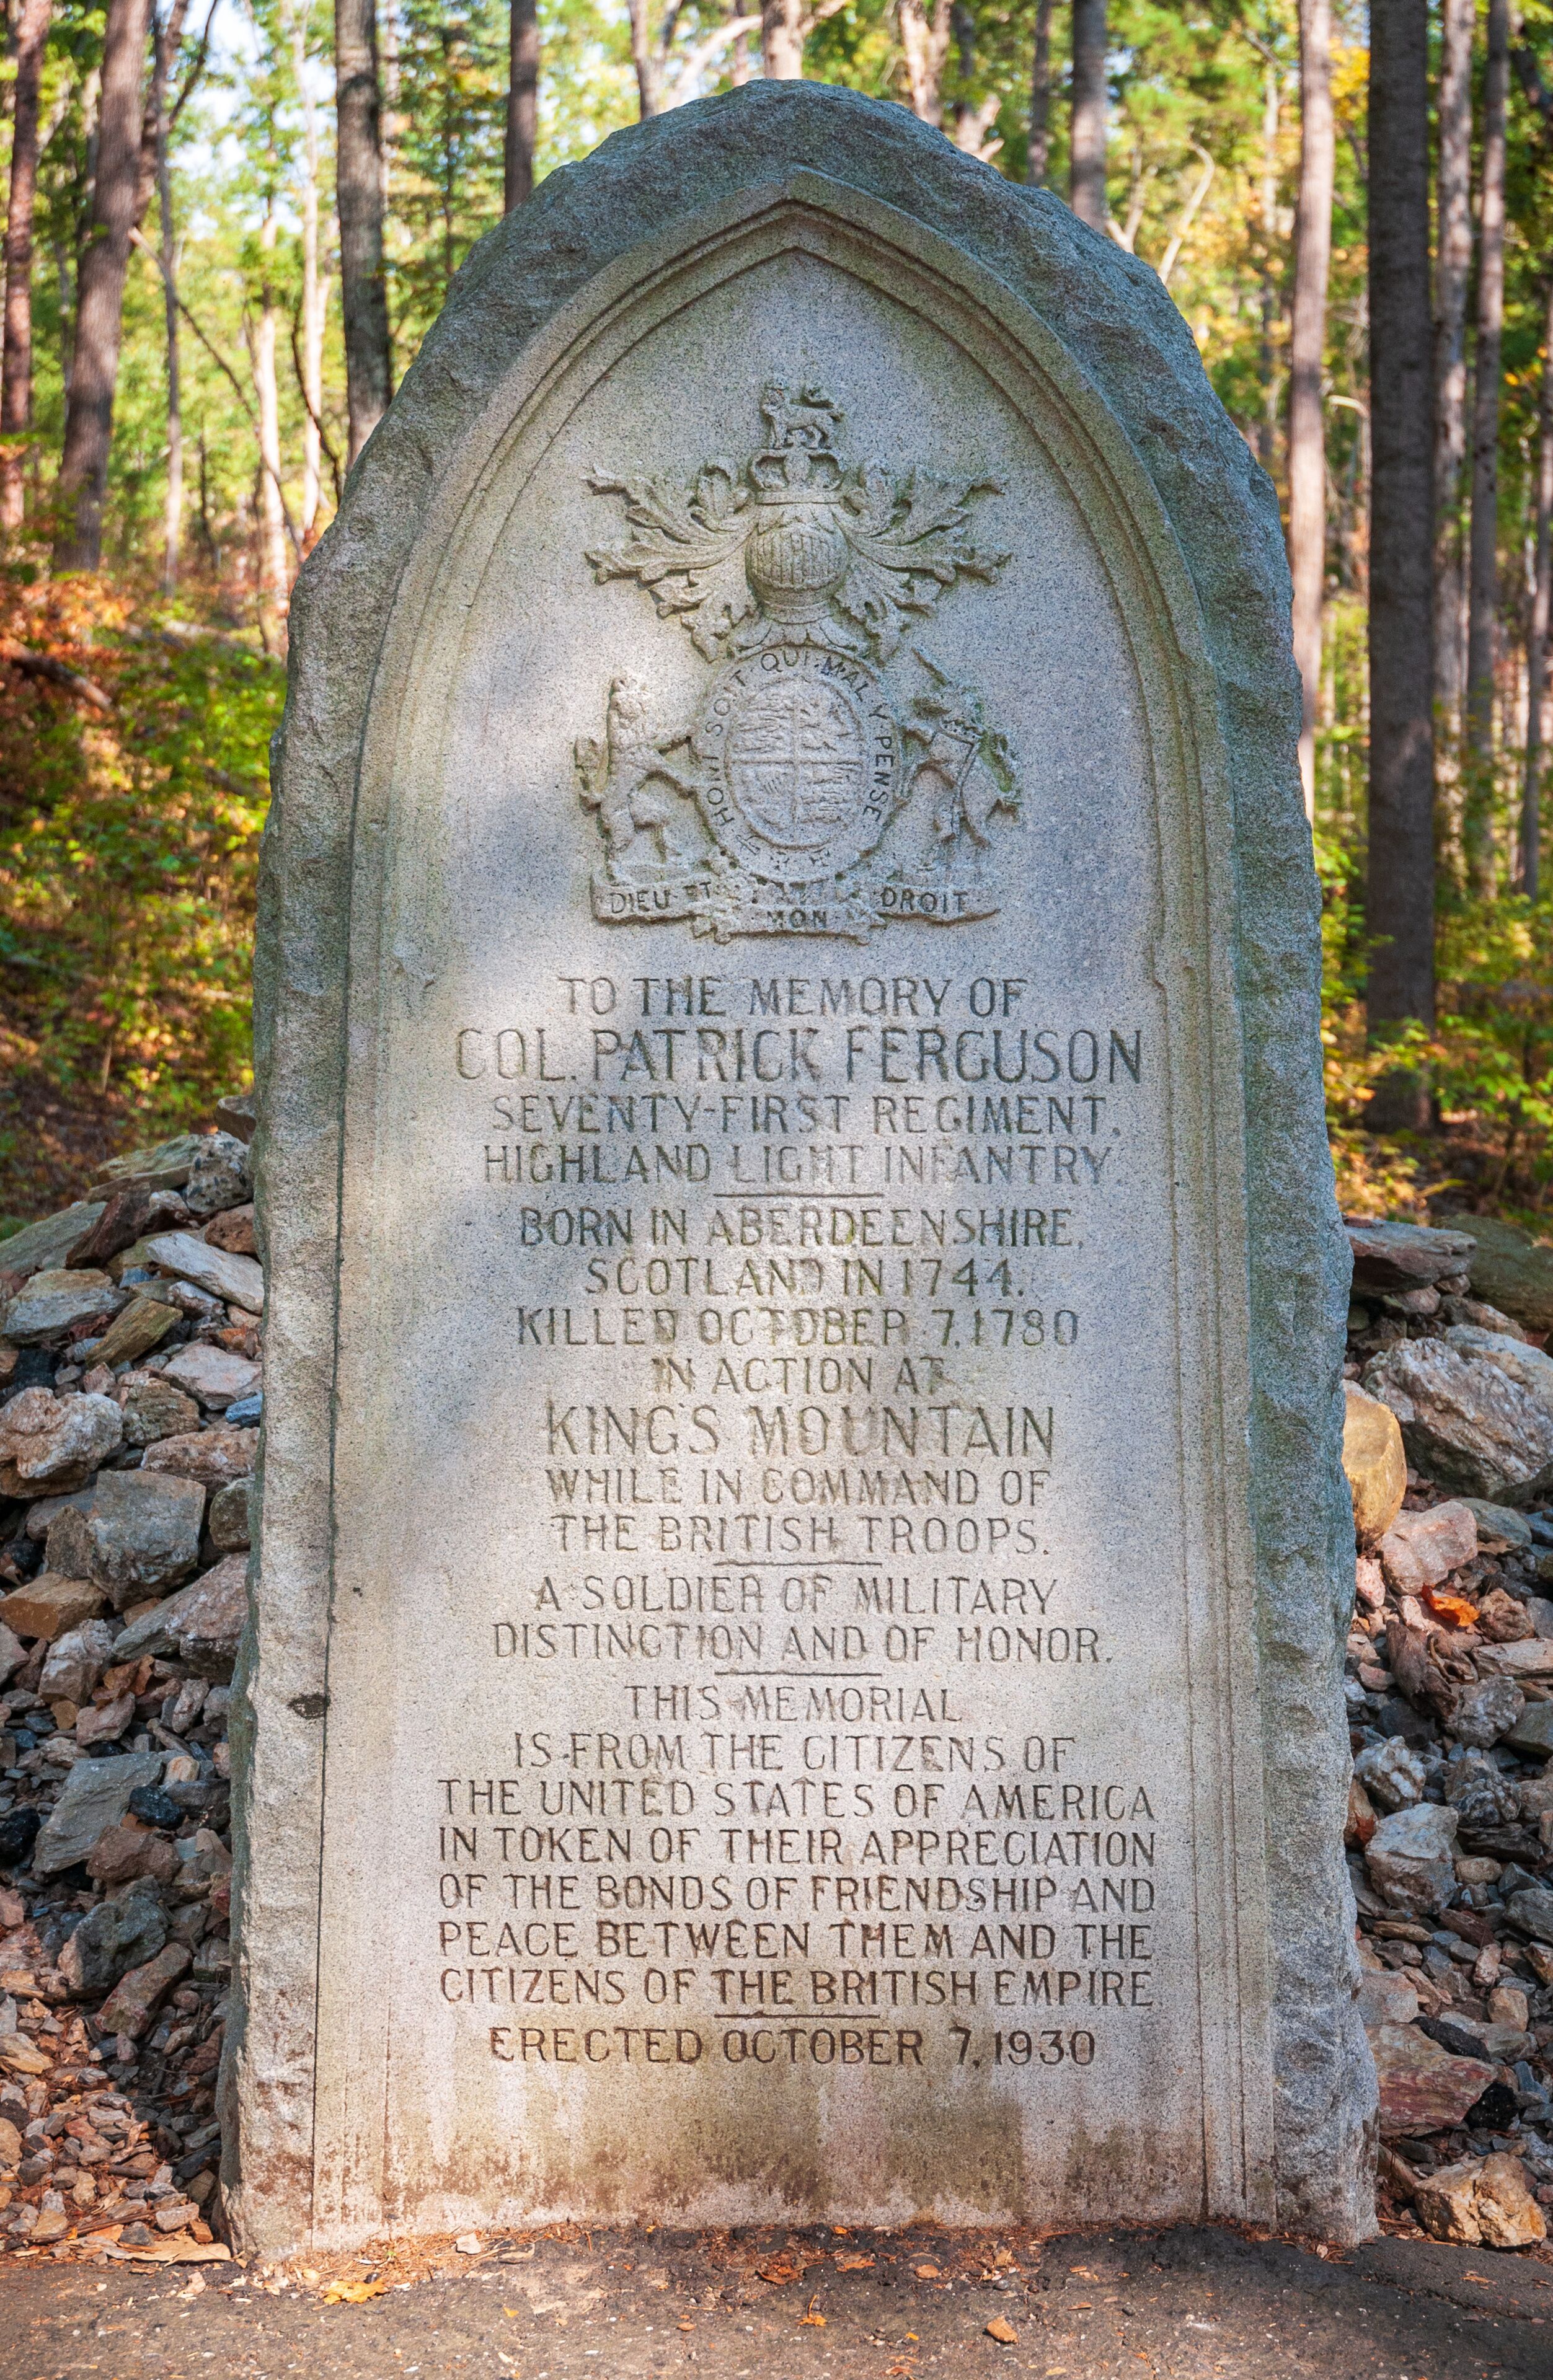 HONI SOIT QUI MAL Y PENSE
DIEU ET MON DROIT
TO THE MEMORY OF
COL. PATRICK FERGUSON
SEVENTY-FIRST REGIMENT,
HIGHLAND LIGHT INFANTRY.
BORN IN ABERDEENSHIRE,
SCOTLAND IN 1744.
KILLED OCTOBER 7, 1780
IN ACTION AT
KING'S MOUNTAIN
WHILE IN COMMAND OF
THE BRITISH TROOPS.
A SOLDIER OF MILITARY
DISTINCTION AND OF HONOR.
THIS MEMORIAL
IS FROM THE CITIZENS OF
THE UNITED STATES OF AMERICA
IN TOKEN OF THEIR APPRECIATION
OF THE BONDS OF FRIENDSHIP AND
PEACE BETWEEN THEM AND THE
CITIZENS OF THE BRITISH EMPIRE
ERECTED OCTOBER 7, 1930